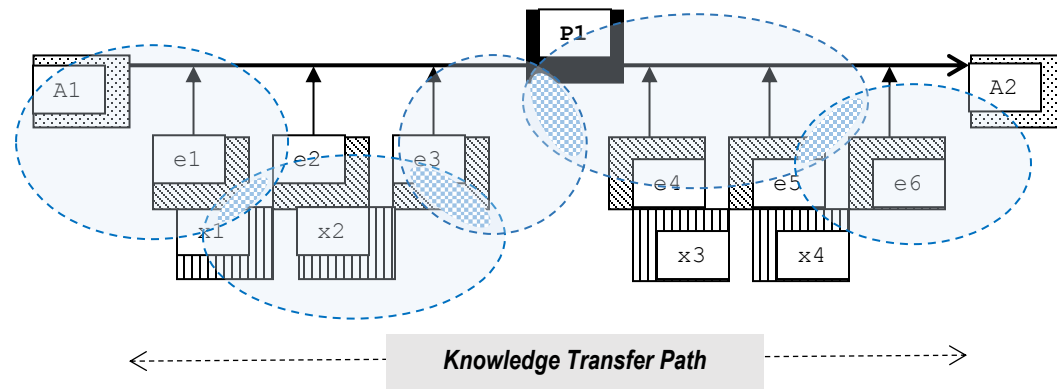 P1
A1
A2
e1
e2
e3
e4
e5
e6
x1
x2
x3
x4
Knowledge Transfer Path